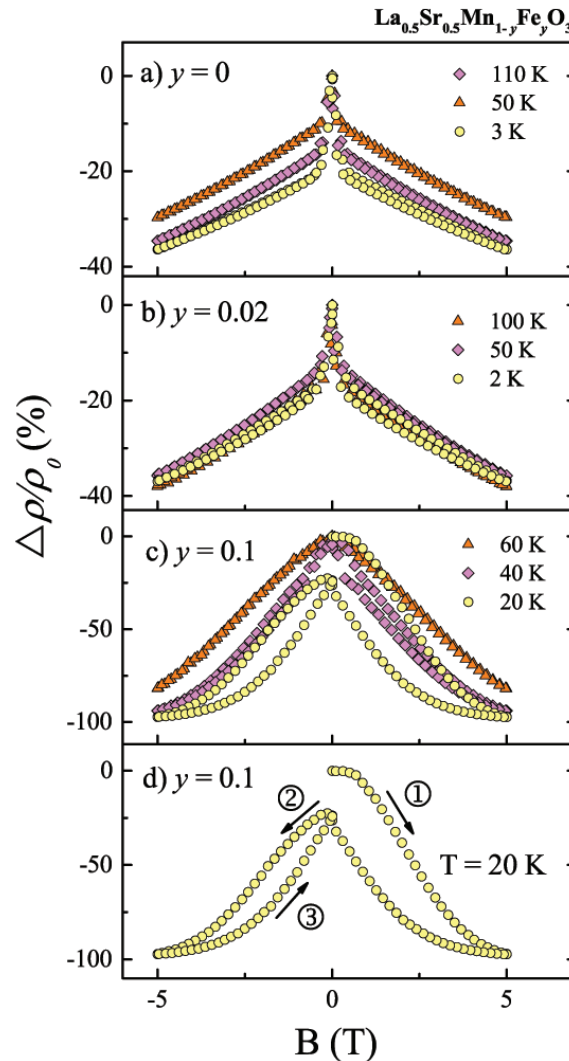 La0.5Sr0.5Mn1-yFeyO3
a) y = 0
110 K
50 K
3 K
0
-20
-40
b) y = 0.02
100 K
50 K
2 K
0
-20
-40
c) y = 0.1
60 K
40 K
20 K
0
-50
-100
d) y = 0.1
①
②
③
T = 20 K
0
-50
-100
Δρ/ρ0 (%)
-5
0
5
B (T)